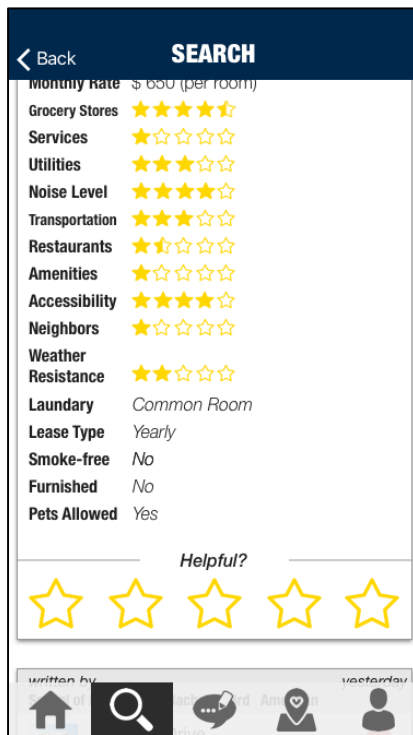 Back SEARCH
Monthly Rate $ 650 (per room)
Grocery Stores
Services
Utilities
Noise Level
Transportation
Restaurants
Amenities
Accessibility
Neighbors
Weather
Resistance
Laundary Common Room
Lease Type Yearly
Smoke-free No
Furnished No
Pets Allowed Yes
Helpful?
written by yesterday